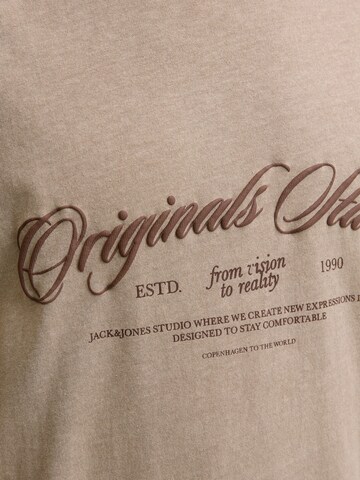 Originals
ESTD. from vision to reality 1990
JACK&JONES STUDIO WHERE WE CREATE NEW EXPRESSIONS
DESIGNED TO STAY COMFORTABLE
COPENHAGEN TO THE WORLD